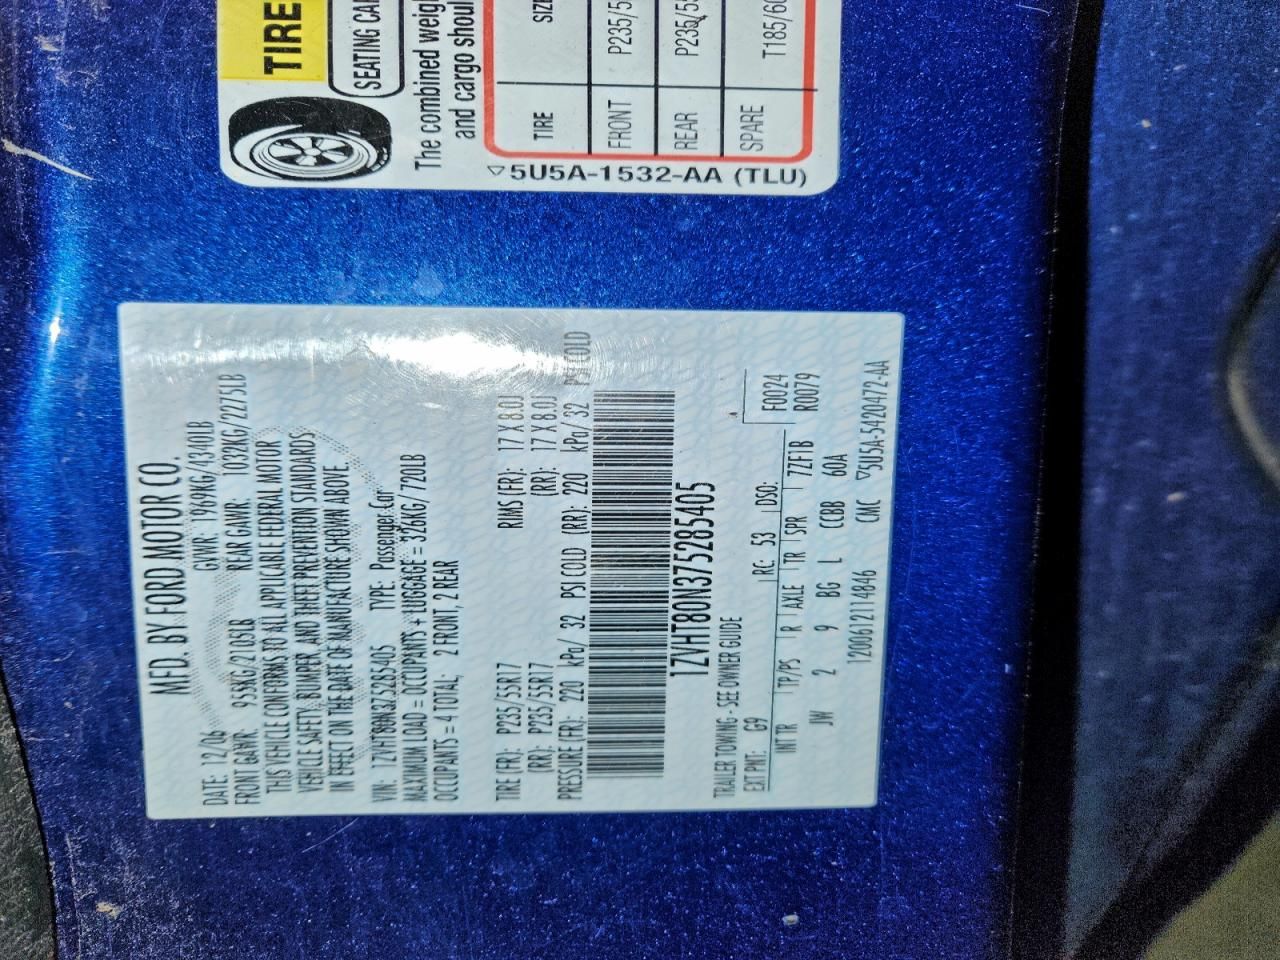 TIRE
SEATING CA
The combined weigh
and cargo shou
TIRE SIZE
FRONT P235/5
REAR P235/55
SPARE T185/60
▽5U5A-1532-AA (TLU)
MFD. BY FORD MOTOR CO.
DATE: 12/06 GVWR: 1969KG/4340LB
FRONT GAWR: 955KG/2105LB REAR GAWR: 1032KG/2275LB
THIS VEHICLE CONFORMS TO ALL APPLICABLE FEDERAL MOTOR
VEHICLE SAFETY, BUMPER, AND THEFT PREVENTION STANDARDS
IN EFFECT ON THE DATE OF MANUFACTURE SHOWN ABOVE.
VIN: 1ZVHT80N375285405 TYPE: Passenger Car
MAXIMUM LOAD = OCCUPANTS + LUGGAGE = 326KG/720LB
OCCUPANTS = 4 TOTAL; 2 FRONT, 2 REAR
TIRE (FR): P235/55R17 RIMS (FR): 17 X 8.0J
(RR): P235/55R17 (RR): 17 X 8.0J
PRESSURE (FR): 220 kPa/ 32 PSI COLD (RR): 220 kPa/ 32 PSI COLD
1ZVHT80N375285405
TRAILER TOWING - SEE OWNER GUIDE
EXT PNT: G9 RC: 53 DSO: F0024
INT TR TP/PS R AXLE TR SPR 7ZF1B R0079
JW 2 9 BG L CCBB 60A
12006121114846 CMC ▽5U5A-5420472-AA